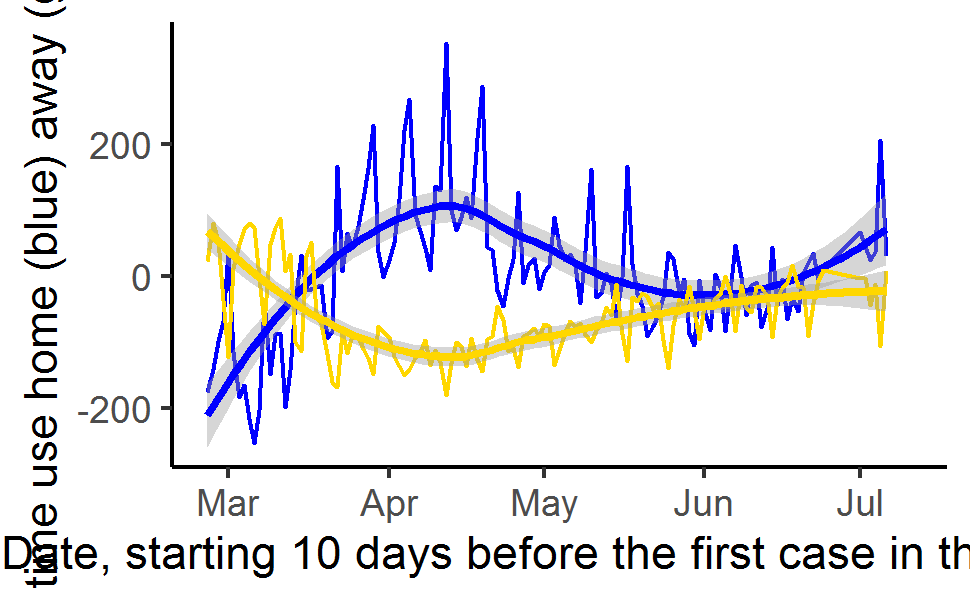 time use home (blue) away (g
200
0
-200
Mar Apr May Jun Jul
Date, starting 10 days before the first case in th